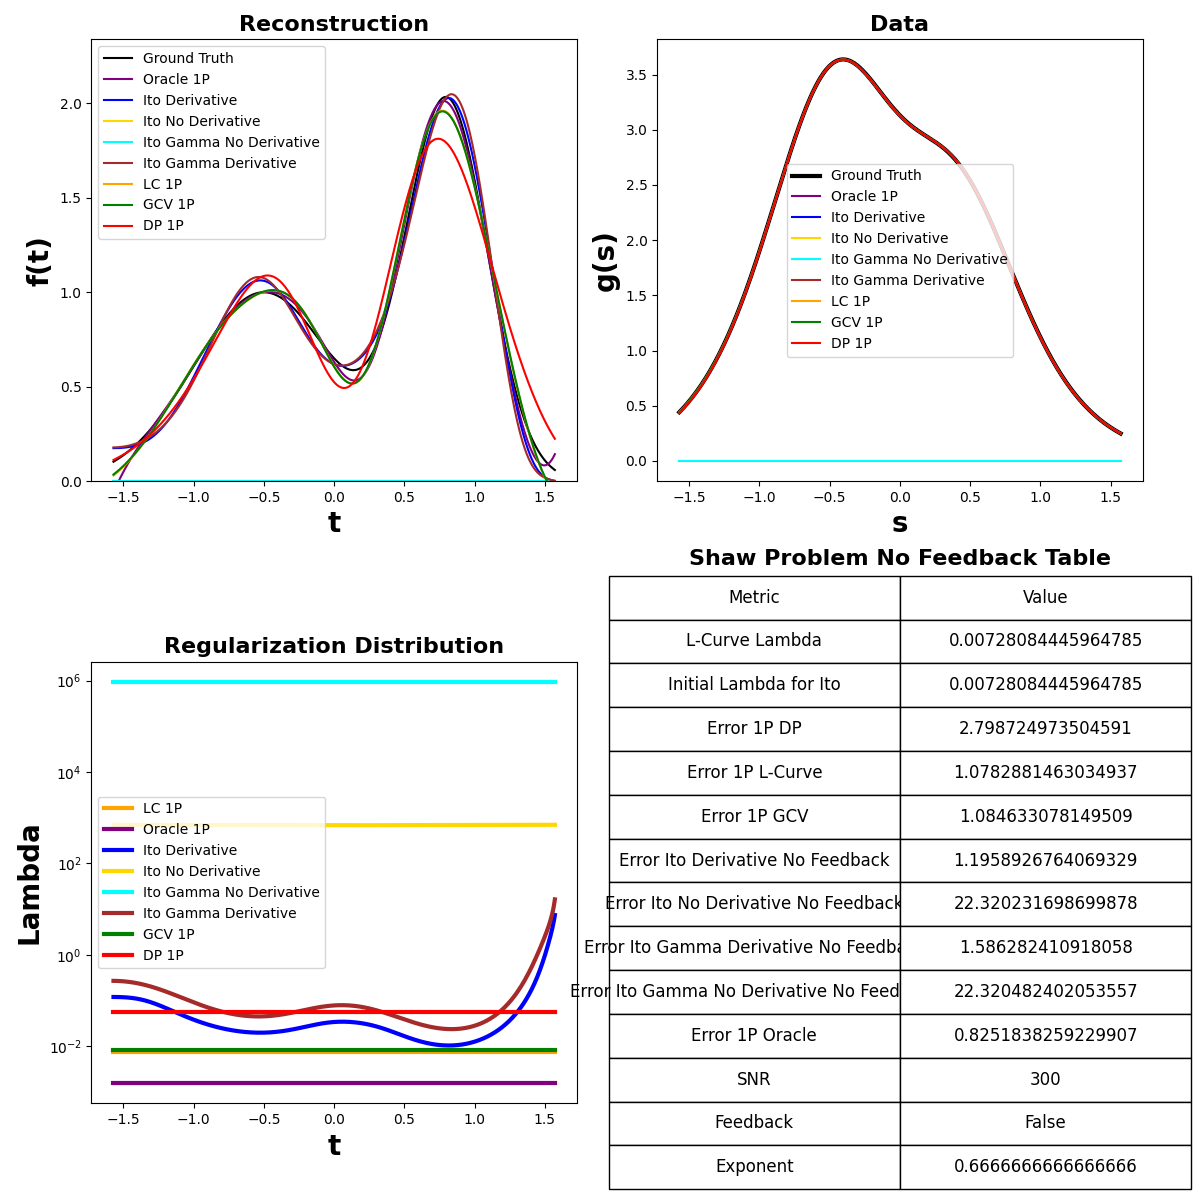 Reconstruction
f(t)
2.0
1.5
1.0
0.5
0.0
Ground Truth
Oracle 1P
Ito Derivative
Ito No Derivative
Ito Gamma No Derivative
Ito Gamma Derivative
LC 1P
GCV 1P
DP 1P
−1.5 −1.0 −0.5 0.0 0.5 1.0 1.5
t
Data
g(s)
3.5
3.0
2.5
2.0
1.5
1.0
0.5
0.0
Ground Truth
Oracle 1P
Ito Derivative
Ito No Derivative
Ito Gamma No Derivative
Ito Gamma Derivative
LC 1P
GCV 1P
DP 1P
−1.5 −1.0 −0.5 0.0 0.5 1.0 1.5
s
Regularization Distribution
Lambda
10⁶
10⁴
10²
10⁰
10⁻²
LC 1P
Oracle 1P
Ito Derivative
Ito No Derivative
Ito Gamma No Derivative
Ito Gamma Derivative
GCV 1P
DP 1P
−1.5 −1.0 −0.5 0.0 0.5 1.0 1.5
t
Shaw Problem No Feedback Table
Metric Value
L-Curve Lambda 0.00728084445964785
Initial Lambda for Ito 0.00728084445964785
Error 1P DP 2.798724973504591
Error 1P L-Curve 1.0782881463034937
Error 1P GCV 1.084633078149509
Error Ito Derivative No Feedback 1.1958926764069329
Error Ito No Derivative No Feedback 22.320231698699878
Error Ito Gamma Derivative No Feedba 1.586282410918058
Error Ito Gamma No Derivative No Feed 22.320482402053557
Error 1P Oracle 0.8251838259229907
SNR 300
Feedback False
Exponent 0.6666666666666666